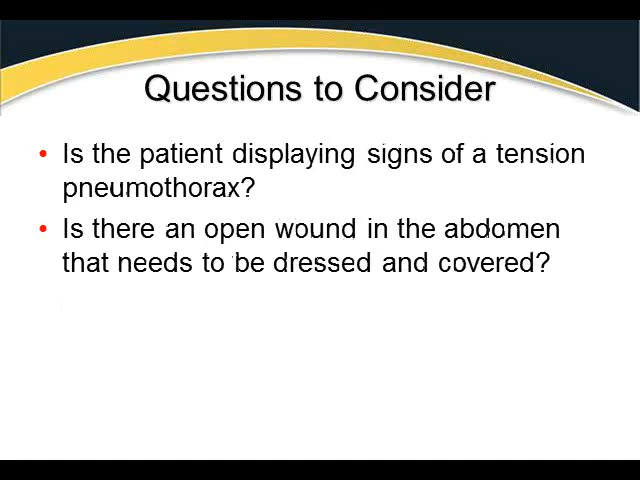 Questions to Consider
• Is the patient displaying signs of a tension
pneumothorax?
• Is there an open wound in the abdomen
that needs to be dressed and covered?